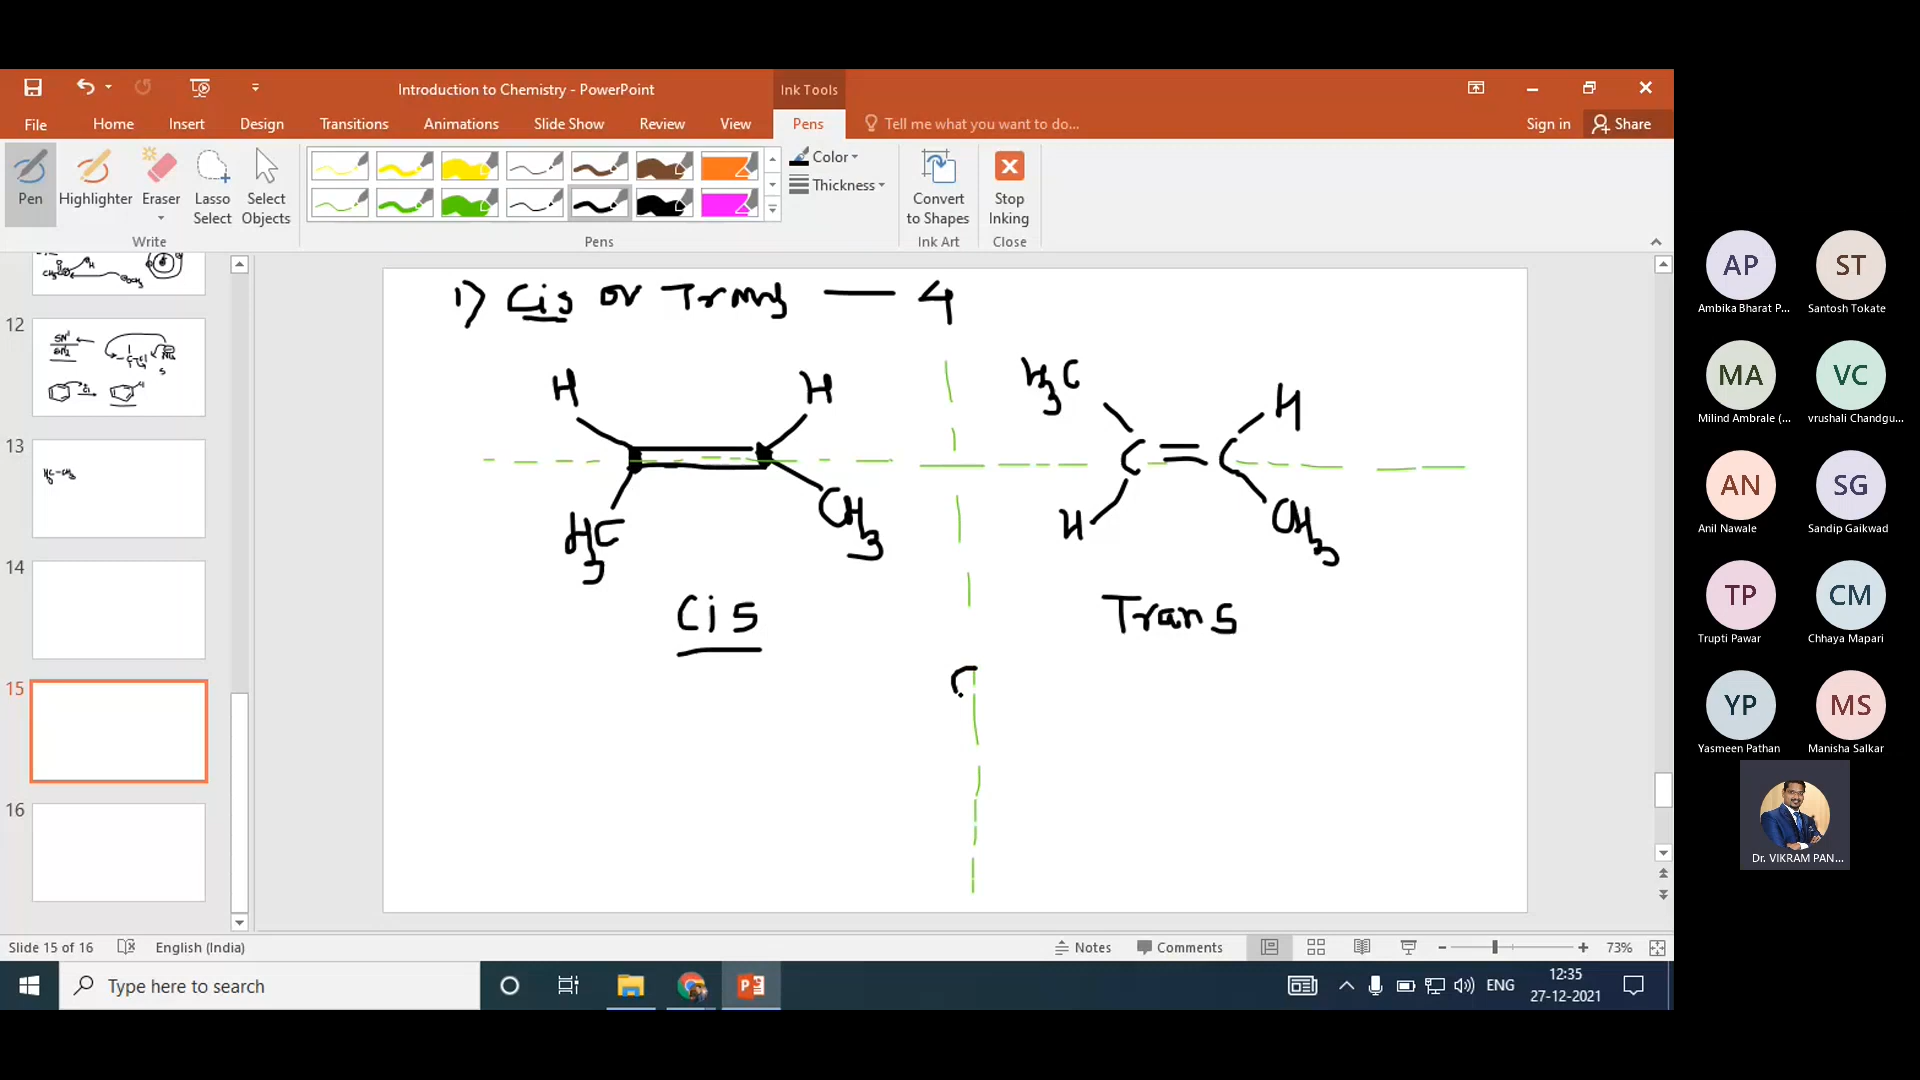 Introduction to Chemistry - PowerPoint
Ink Tools
File Home Insert Design Transitions Animations Slide Show Review View Pens Tell me what you want to do... Sign in Share
Pen Highlighter Eraser Lasso Select Select Objects
Color
Thickness
Convert to Shapes
Stop Inking
Write Pens Ink Art Close
12
13
H3C-CH3
14
15
16
1) Cis or Trans — 4
H H
H3C CH3
Cis
H3C H
C=C
H CH3
Trans
AP ST
Ambika Bharat P... Santosh Tokate
MA VC
Milind Ambrale (... vrushali Chandgu...
AN SG
Anil Nawale Sandip Gaikwad
TP CM
Trupti Pawar Chhaya Mapari
YP MS
Yasmeen Pathan Manisha Salkar
Dr. VIKRAM PAN...
Slide 15 of 16 English (India) Notes Comments 73%
Type here to search
ENG
12:35
27-12-2021